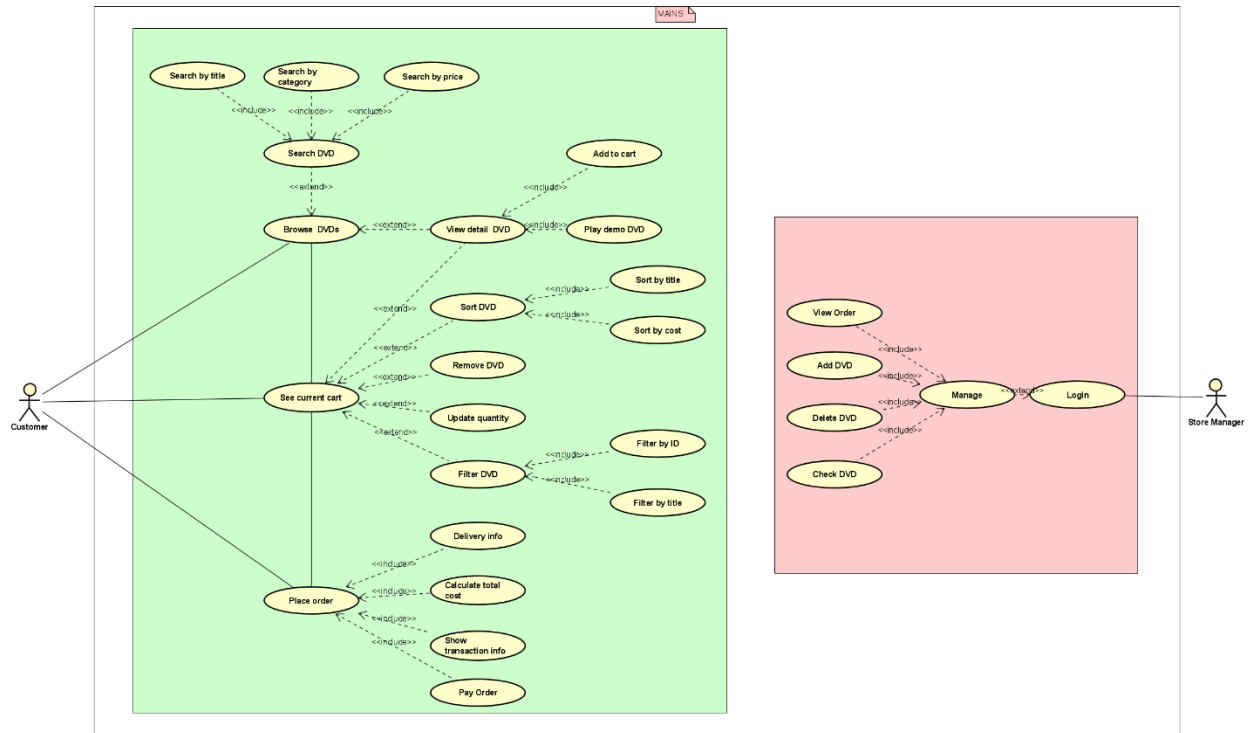 MAINS
Search by title
Search by
category
Search by price
<<include>>
<<include>>
<<include>>
Search DVD
<<extend>>
Add to cart
<<include>>
Browse DVDs
<<extend>>
View detail DVD
<<include>>
Play demo DVD
<<extend>>
Sort DVD
<<include>>
Sort by title
<<include>>
Sort by cost
<<extend>>
Remove DVD
<<extend>>
See current cart
<<extend>>
Update quantity
<<extend>>
Filter DVD
<<include>>
Filter by ID
<<include>>
Filter by title
Customer
Delivery info
<<include>>
Place order
<<include>>
Calculate total
cost
<<include>>
Show
transaction info
<<include>>
Pay Order
View Order
<<include>>
Add DVD
<<include>>
Delete DVD
<<include>>
Check DVD
<<include>>
Manage
<<extend>>
Login
Store Manager